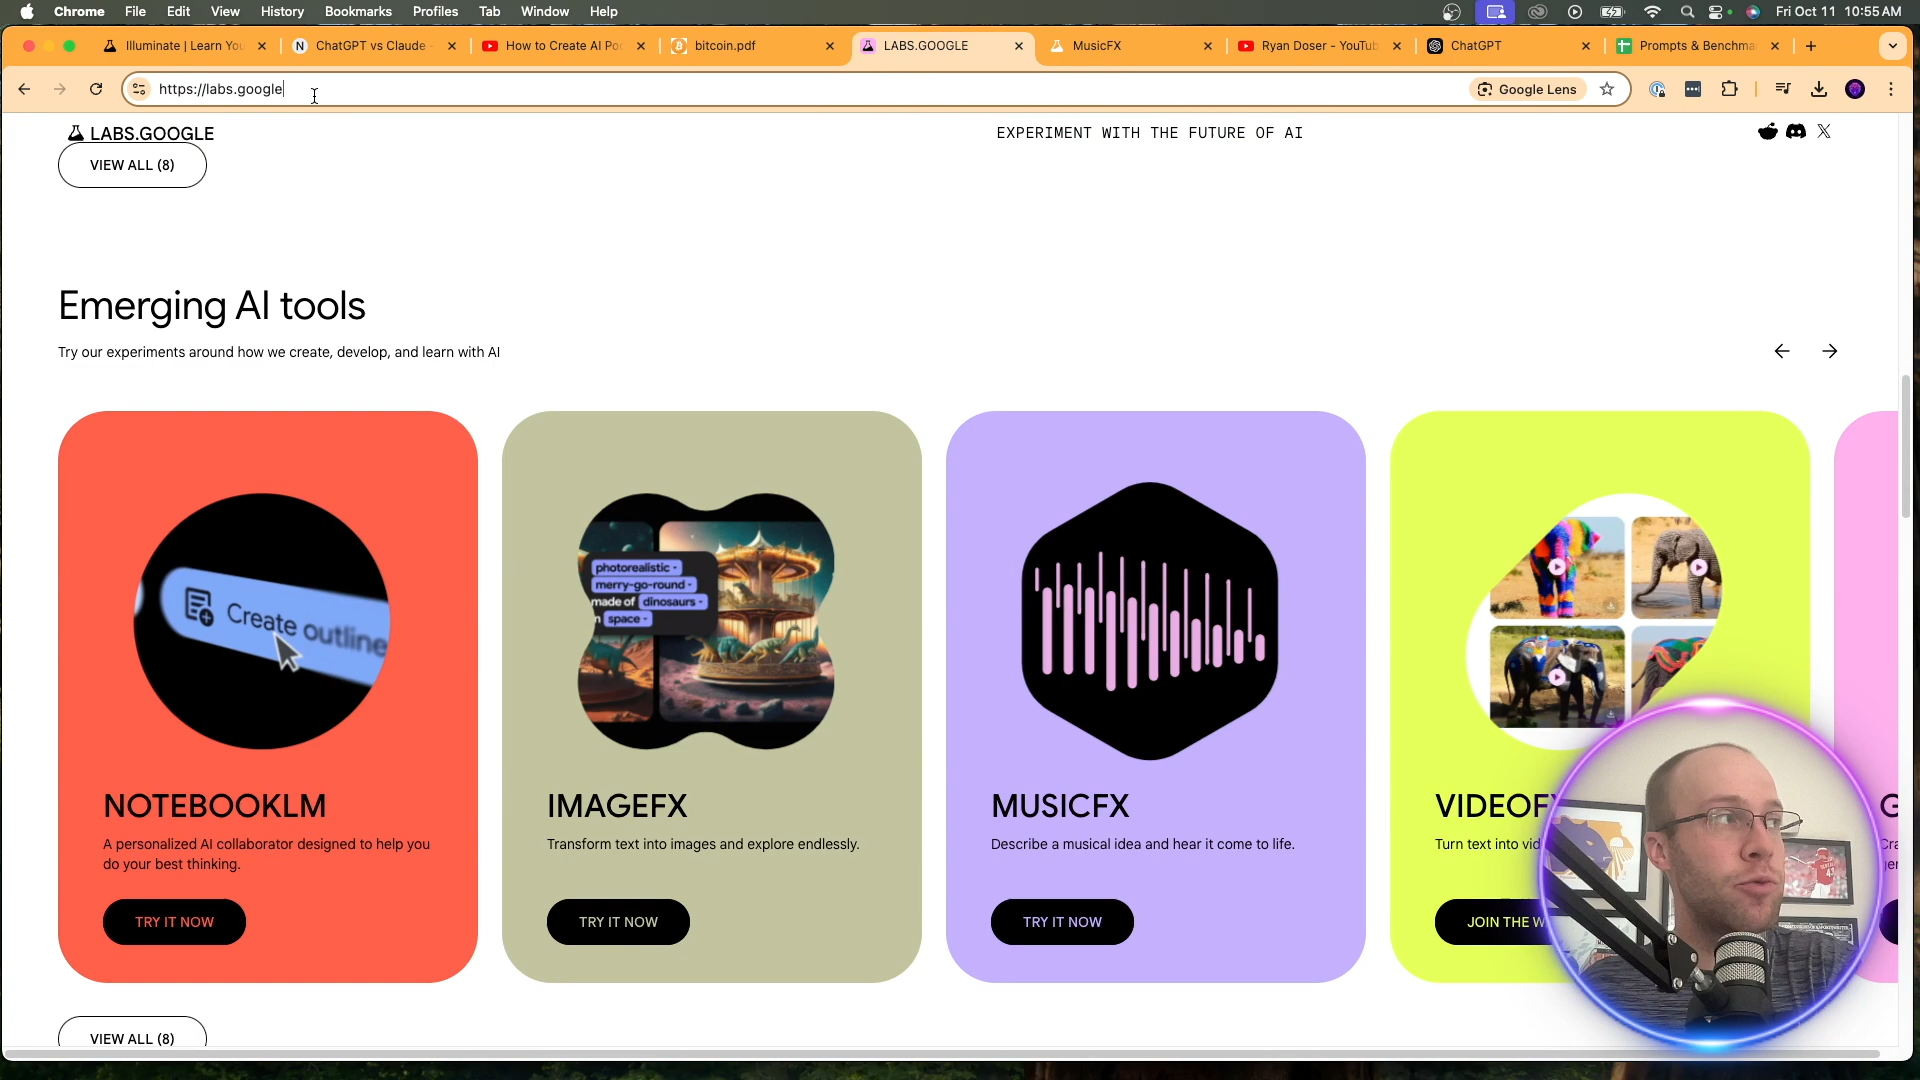 Chrome File Edit View History Bookmarks Profiles Tab Window Help Fri Oct 11 10:55 AM
Illuminate | Learn You ChatGPT vs Claude - How to Create AI Po bitcoin.pdf LABS.GOOGLE MusicFX Ryan Doser - YouTub ChatGPT Prompts & Benchma
https://labs.google Google Lens
LABS.GOOGLE EXPERIMENT WITH THE FUTURE OF AI
VIEW ALL (8)
Emerging AI tools
Try our experiments around how we create, develop, and learn with AI
Create outline
photorealistic
merry-go-round
made of dinosaurs
n space
NOTEBOOKLM
A personalized AI collaborator designed to help you
do your best thinking.
TRY IT NOW
IMAGEFX
Transform text into images and explore endlessly.
TRY IT NOW
MUSICFX
Describe a musical idea and hear it come to life.
TRY IT NOW
VIDEOF
Turn text into vid
JOIN THE W
VIEW ALL (8)